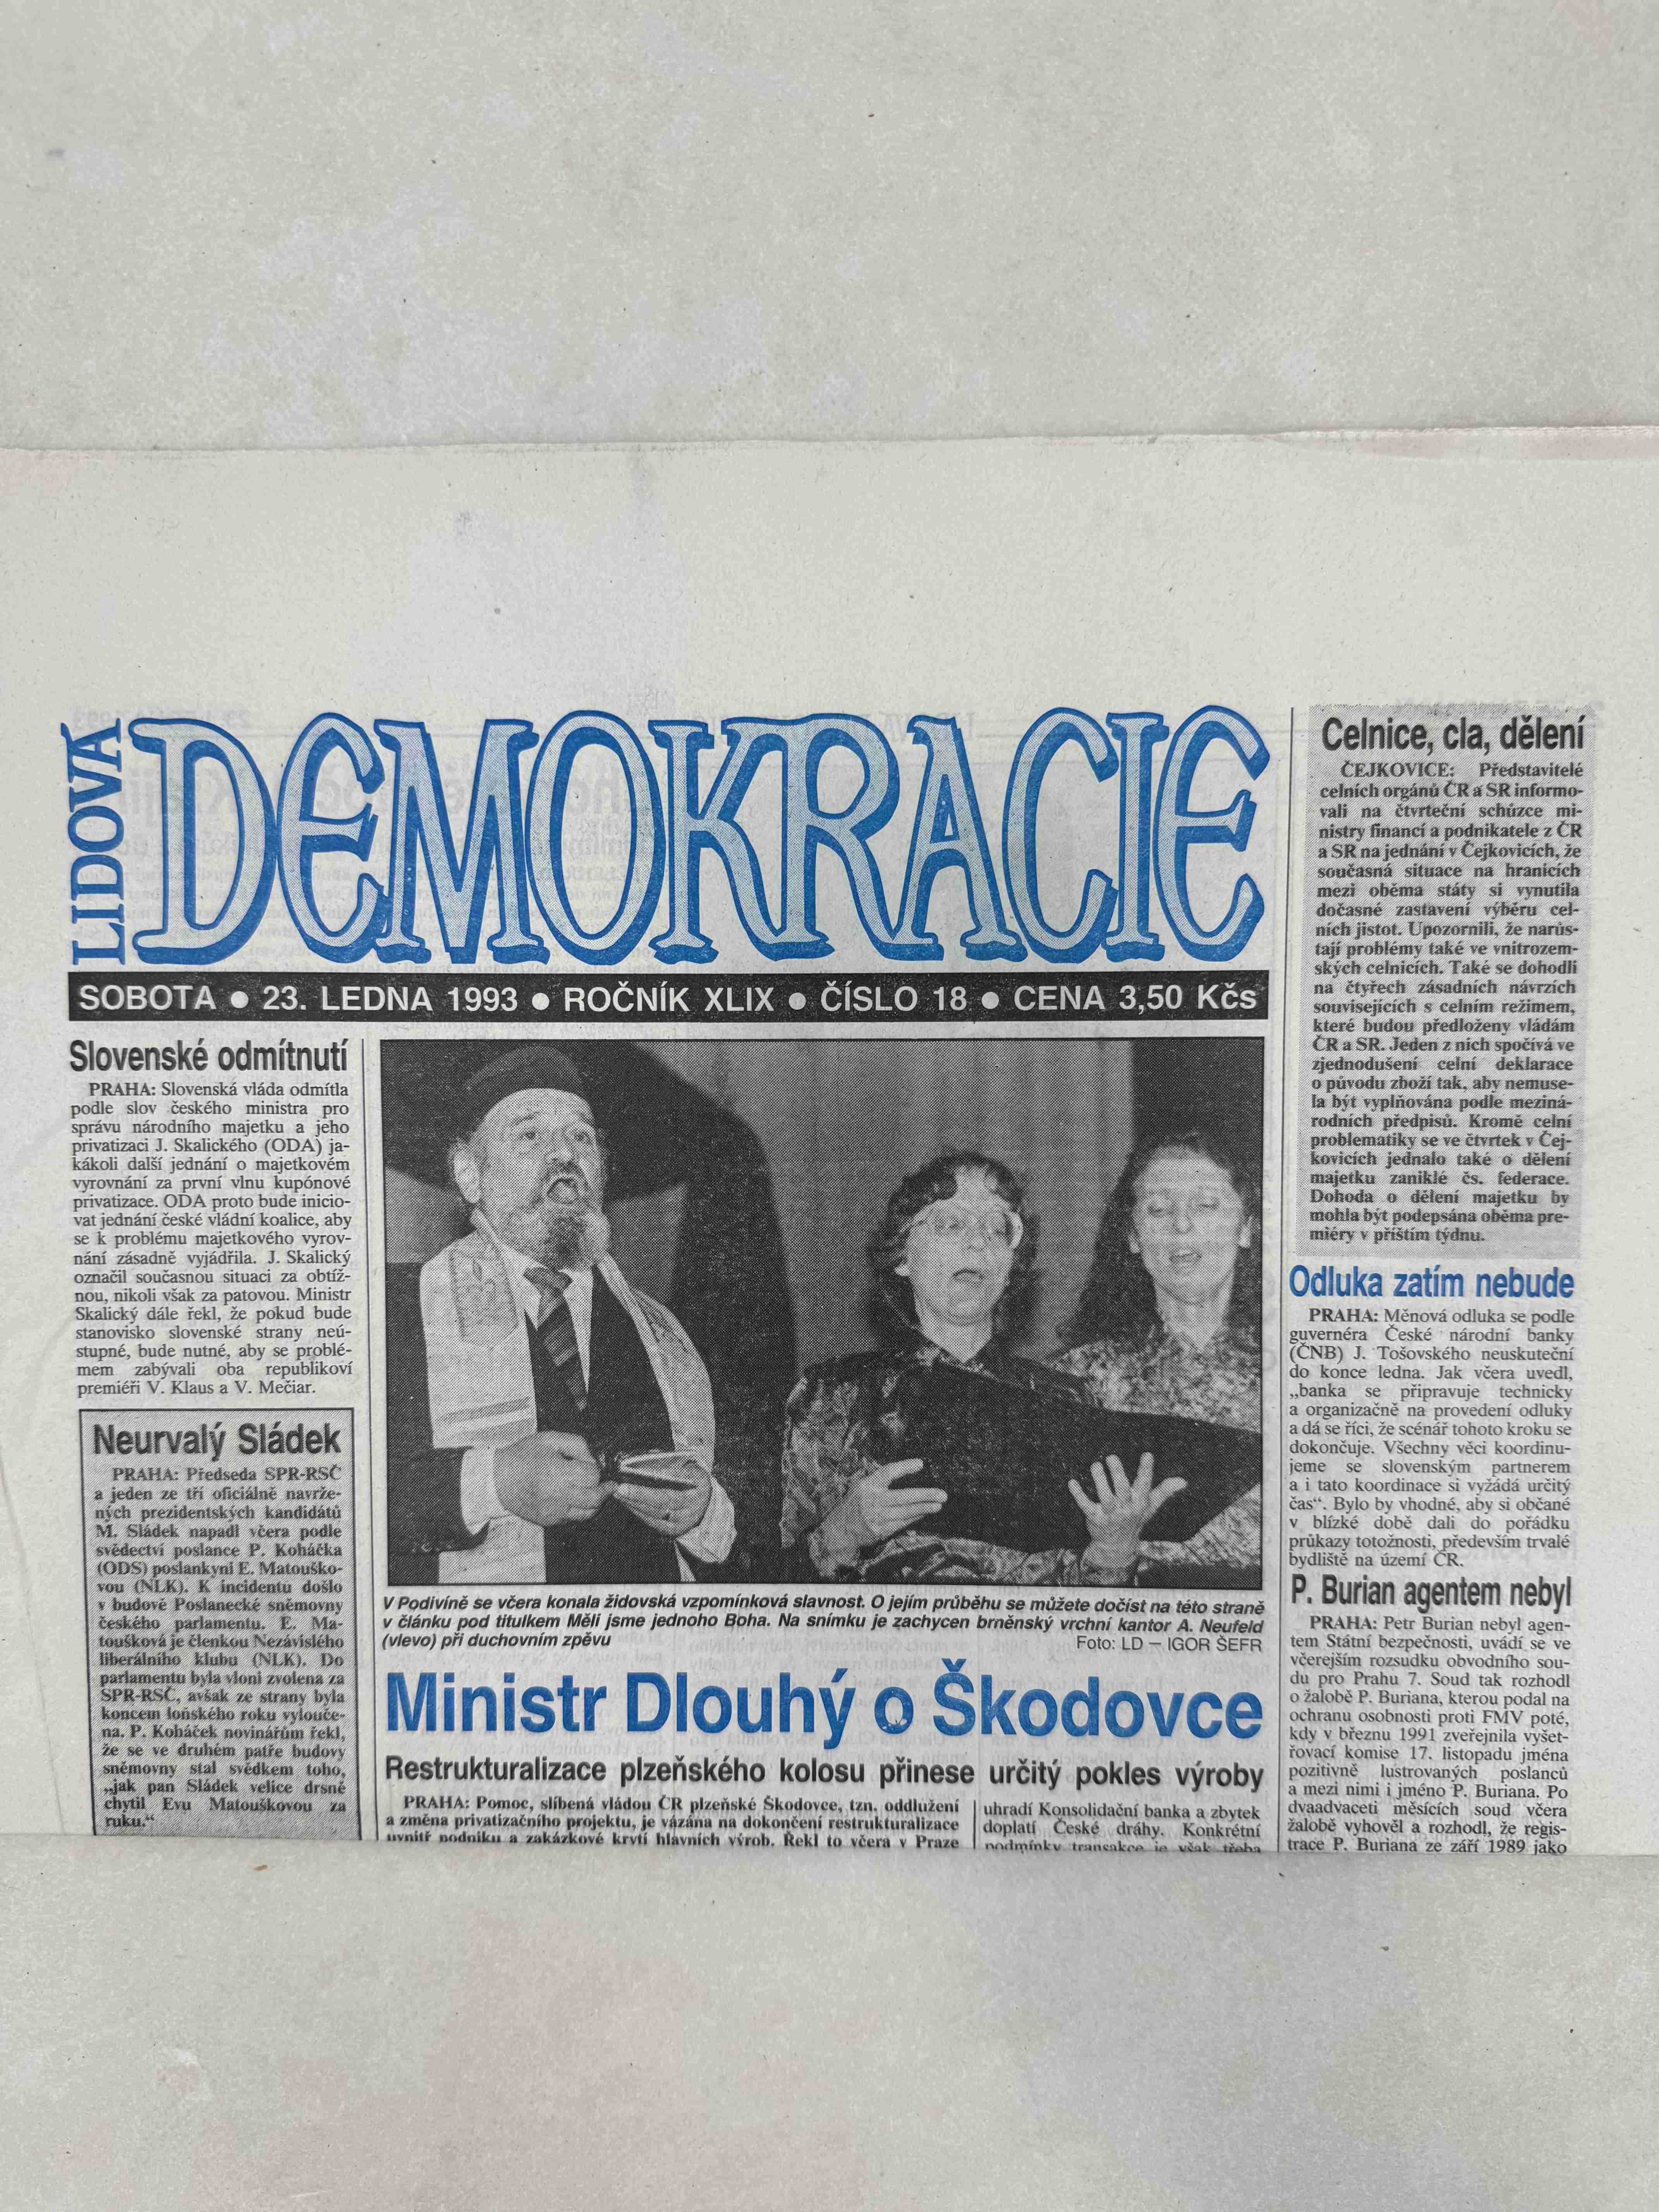 LIDOVÁ
DEMOKRACIE
SOBOTA ● 23. LEDNA 1993 ● ROČNÍK XLIX ● ČÍSLO 18 ● CENA 3,50 Kčs
Slovenské odmítnutí
PRAHA: Slovenská vláda odmítla
podle slov českého ministra pro
správu národního majetku a jeho
privatizaci J. Skalického (ODA) ja-
kákoli další jednání o majetkovém
vyrovnání za první vlnu kupónové
privatizace. ODA proto bude inicio-
vat jednání české vládní koalice, aby
se k problému majetkového vyrov-
nání zásadně vyjádřila. J. Skalický
označil současnou situaci za obtíž-
nou, nikoli však za patovou. Ministr
Skalický dále řekl, že pokud bude
stanovisko slovenské strany neú-
stupné, bude nutné, aby se problé-
mem zabývali oba republikoví
premiéři V. Klaus a V. Mečiar.
Neurvalý Sládek
PRAHA: Předseda SPR-RSČ
a jeden ze tří oficiálně navrže-
ných prezidentských kandidátů
M. Sládek napadl včera podle
svědectví poslance P. Koháčka
(ODS) poslankyni E. Matouško-
vou (NLK). K incidentu došlo
v budově Poslanecké sněmovny
českého parlamentu. E. Ma-
toušková je členkou Nezávislého
liberálního klubu (NLK). Do
parlamentu byla vloni zvolena za
SPR-RSČ, avšak ze strany byla
koncem loňského roku vylouče-
na. P. Koháček novinářům řekl,
že se ve druhém patře budovy
sněmovny stal svědkem toho,
„jak pan Sládek velice drsně
chytil Evu Matouškovou za
ruku.“
V Podivíně se včera konala židovská vzpomínková slavnost. O jejím průběhu se můžete dočíst na této straně
v článku pod titulkem Měli jsme jednoho Boha. Na snímku je zachycen brněnský vrchní kantor A. Neufeld
(vlevo) při duchovním zpěvu
Foto: LD — IGOR ŠEFR
Ministr Dlouhý o Škodovce
Restrukturalizace plzeňského kolosu přinese určitý pokles výroby
PRAHA: Pomoc, slíbená vládou ČR plzeňské Škodovce, tzn. oddlužení
a změna privatizačního projektu, je vázána na dokončení restrukturalizace
uvnitř podniku a zakázkové krytí hlavních výrob. Řekl to včera v Praze
uhradí Konsolidační banka a zbytek
doplatí České dráhy. Konkrétní
podmínky transakce je však třeba
Celnice, cla, dělení
ČEJKOVICE: Představitelé
celních orgánů ČR a SR informo-
vali na čtvrteční schůzce mi-
nistry financí a podnikatele z ČR
a SR na jednání v Čejkovicích, že
současná situace na hranicích
mezi oběma státy si vynutila
dočasné zastavení výběru cel-
ních jistot. Upozornili, že narůs-
tají problémy také ve vnitrozem-
ských celnicích. Také se dohodli
na čtyřech zásadních návrzích
souvisejících s celním režimem,
které budou předloženy vládám
ČR a SR. Jeden z nich spočívá ve
zjednodušení celní deklarace
o původu zboží tak, aby nemuse-
la být vyplňována podle meziná-
rodních předpisů. Kromě celní
problematiky se ve čtvrtek v Čej-
kovicích jednalo také o dělení
majetku zaniklé čs. federace.
Dohoda o dělení majetku by
mohla být podepsána oběma pre-
miéry v příštím týdnu.
Odluka zatím nebude
PRAHA: Měnová odluka se podle
guvernéra České národní banky
(ČNB) J. Tošovského neuskuteční
do konce ledna. Jak včera uvedl,
„banka se připravuje technicky
a organizačně na provedení odluky
a dá se říci, že scénář tohoto kroku se
dokončuje. Všechny věci koordinu-
jeme se slovenským partnerem
a i tato koordinace si vyžádá určitý
čas“. Bylo by vhodné, aby si občané
v blízké době dali do pořádku
průkazy totožnosti, především trvalé
bydliště na území ČR.
P. Burian agentem nebyl
PRAHA: Petr Burian nebyl agen-
tem Státní bezpečnosti, uvádí se ve
včerejším rozsudku obvodního sou-
du pro Prahu 7. Soud tak rozhodl
o žalobě P. Buriana, kterou podal na
ochranu osobnosti proti FMV poté,
kdy v březnu 1991 zveřejnila vyšet-
řovací komise 17. listopadu jména
pozitivně lustrovaných poslanců
a mezi nimi i jméno P. Buriana. Po
dvaadvaceti měsících soud včera
žalobě vyhověl a rozhodl, že regis-
trace P. Buriana ze září 1989 jako